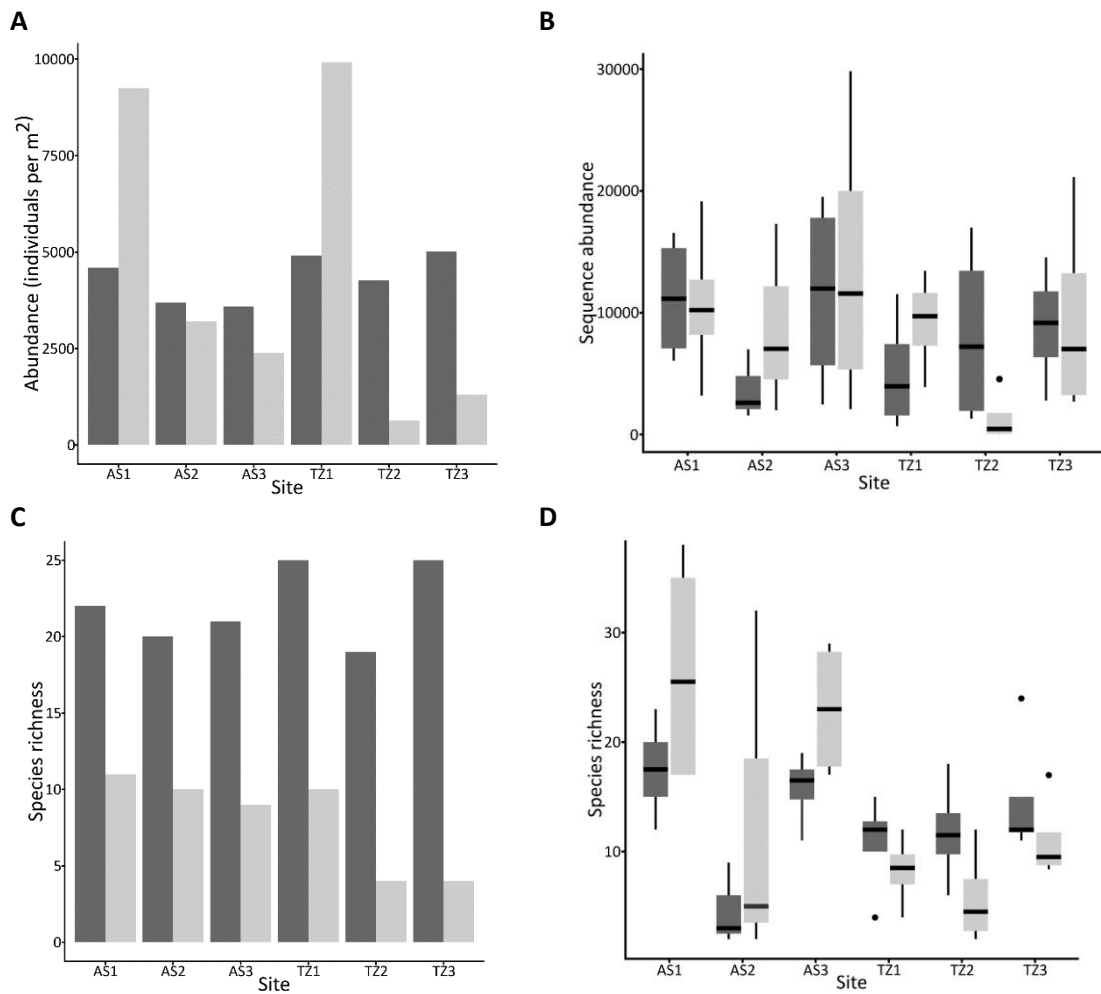 A
Abundance (individuals per m2)
10000
7500
5000
2500
0
AS1 AS2 AS3 TZ1 TZ2 TZ3
Site
B
Sequence abundance
30000
20000
10000
0
AS1 AS2 AS3 TZ1 TZ2 TZ3
Site
C
Species richness
25
20
15
10
5
0
AS1 AS2 AS3 TZ1 TZ2 TZ3
Site
D
Species richness
30
20
10
AS1 AS2 AS3 TZ1 TZ2 TZ3
Site